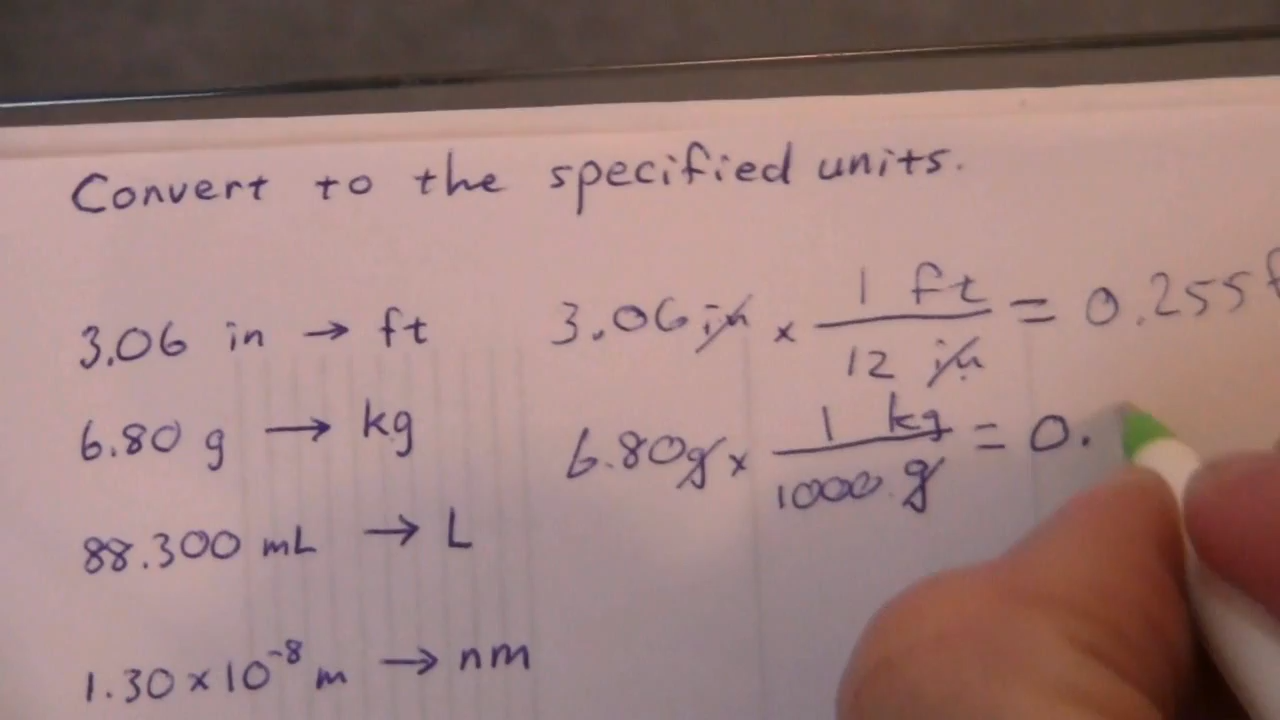 Convert to the specified units.
3.06 in → ft 3.06 in × 1 ft / 12 in = 0.255 f
6.80 g → kg 6.80 g × 1 kg / 1000 g = 0.
88.300 mL → L
1.30 × 10⁻⁸ m → nm